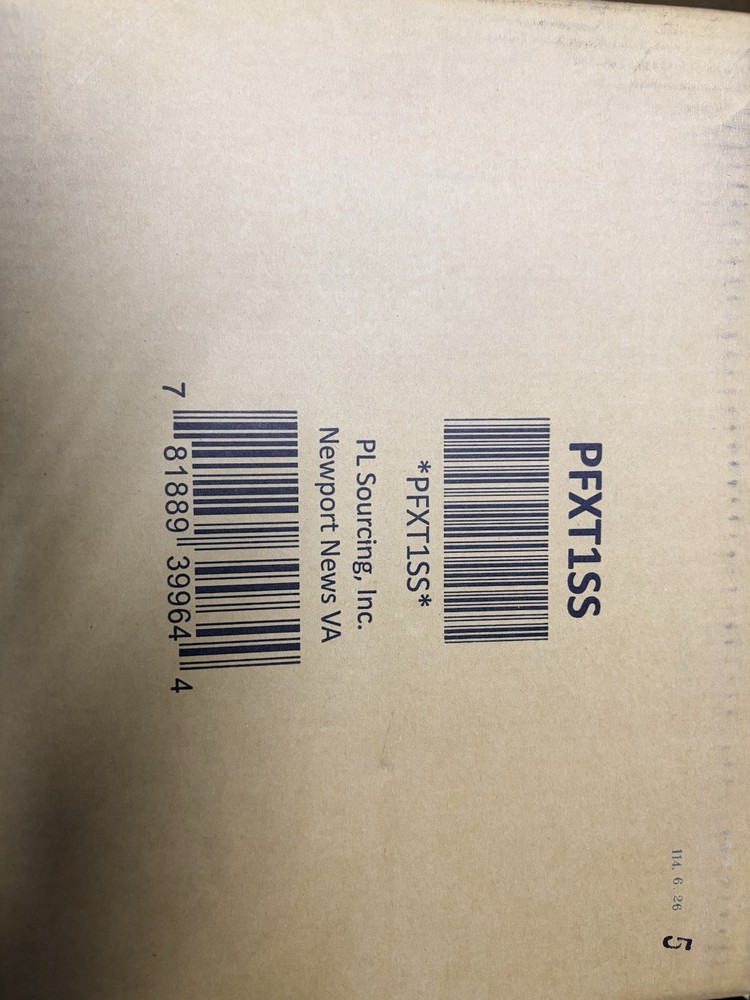 PFXT1SS
*PFXT1SS*
PL Sourcing, Inc.
Newport News VA
7 81889 39964 4
114. 6. 26
5